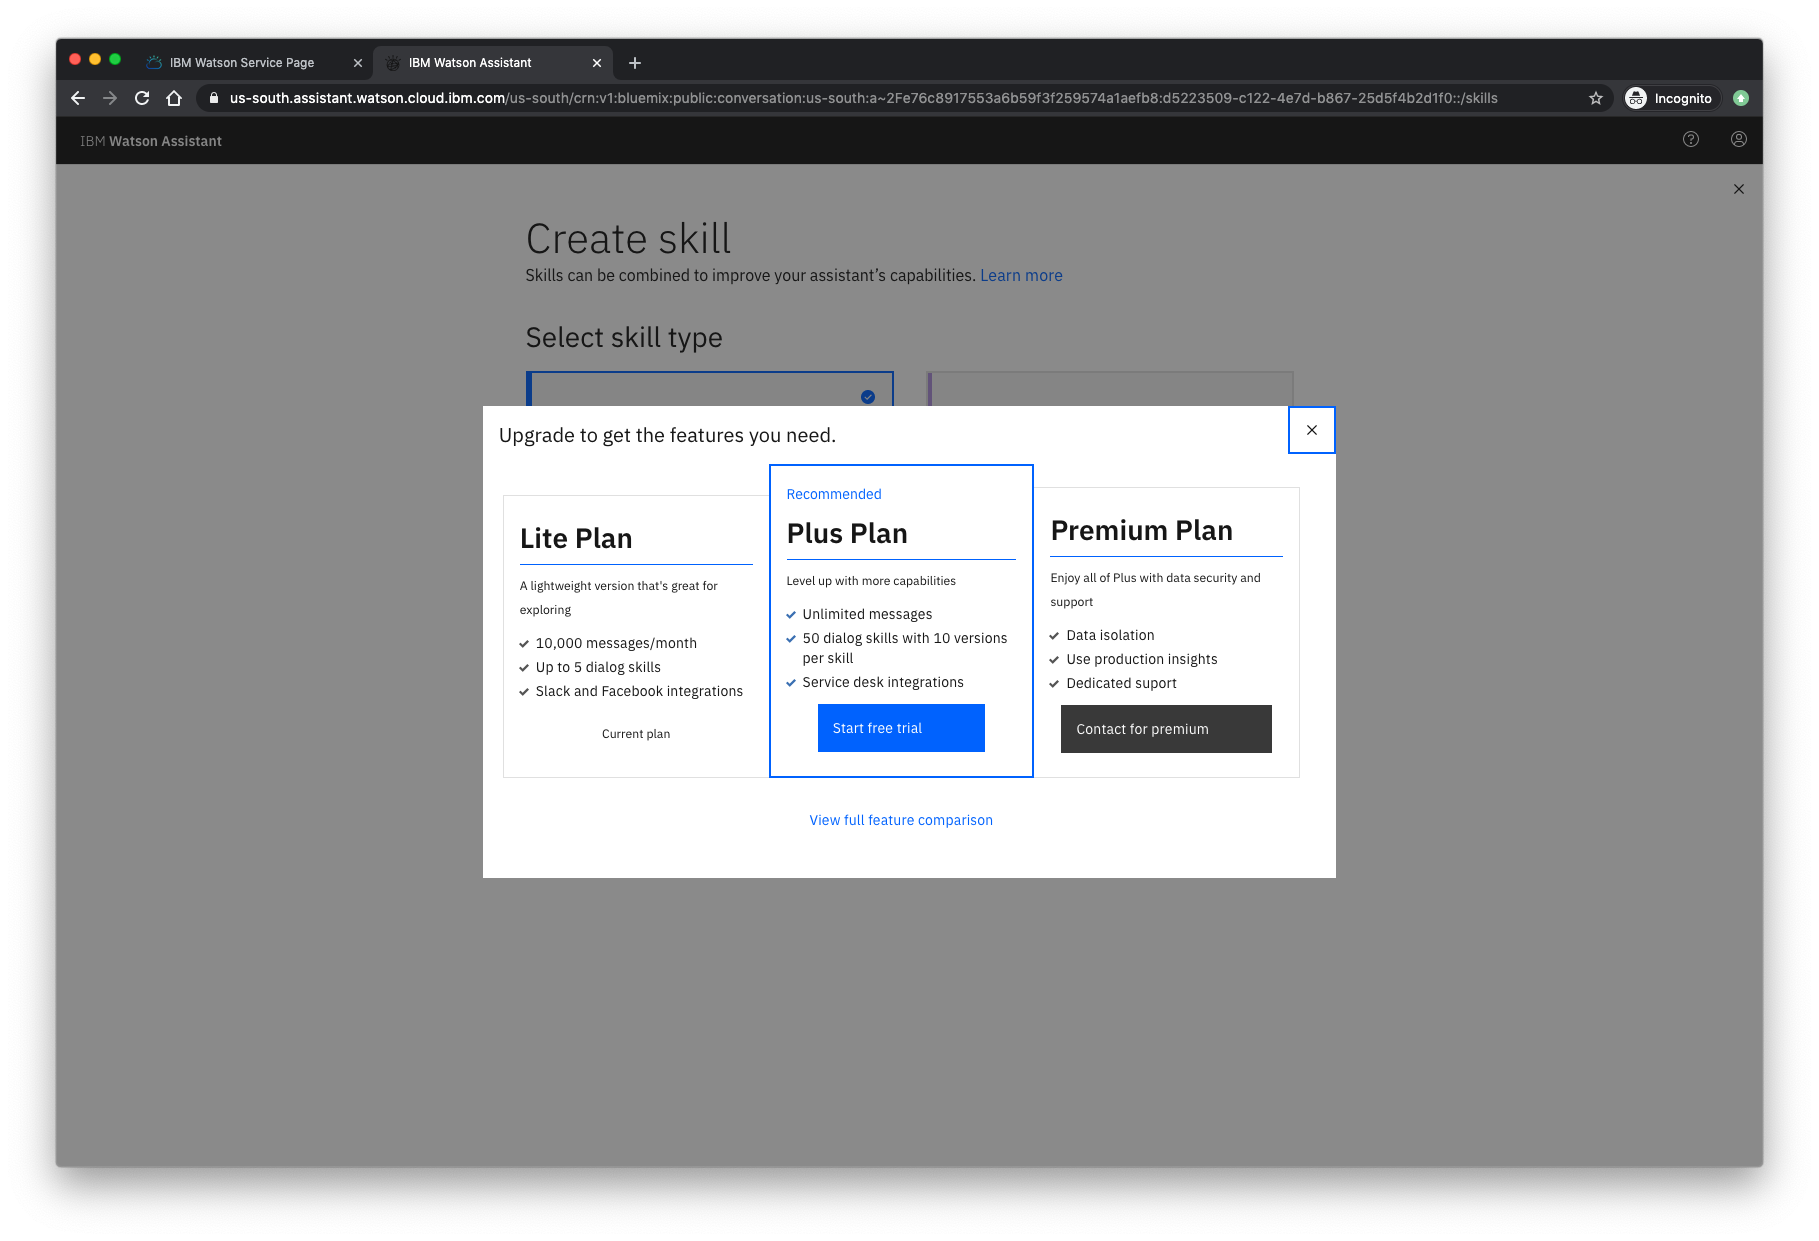 IBM Watson Service Page
IBM Watson Assistant
us-south.assistant.watson.cloud.ibm.com/us-south/crn:v1:bluemix:public:conversation:us-south:a~2Fe76c8917553a6b59f3f259574a1aefb8:d5223509-c122-4e7d-b867-25d5f4b2d1f0::/skills
Incognito
IBM Watson Assistant
Create skill
Skills can be combined to improve your assistant’s capabilities. Learn more
Select skill type
Upgrade to get the features you need.
Lite Plan
A lightweight version that's great for
exploring
10,000 messages/month
Up to 5 dialog skills
Slack and Facebook integrations
Current plan
Recommended
Plus Plan
Level up with more capabilities
Unlimited messages
50 dialog skills with 10 versions
per skill
Service desk integrations
Start free trial
Premium Plan
Enjoy all of Plus with data security and
support
Data isolation
Use production insights
Dedicated suport
Contact for premium
View full feature comparison